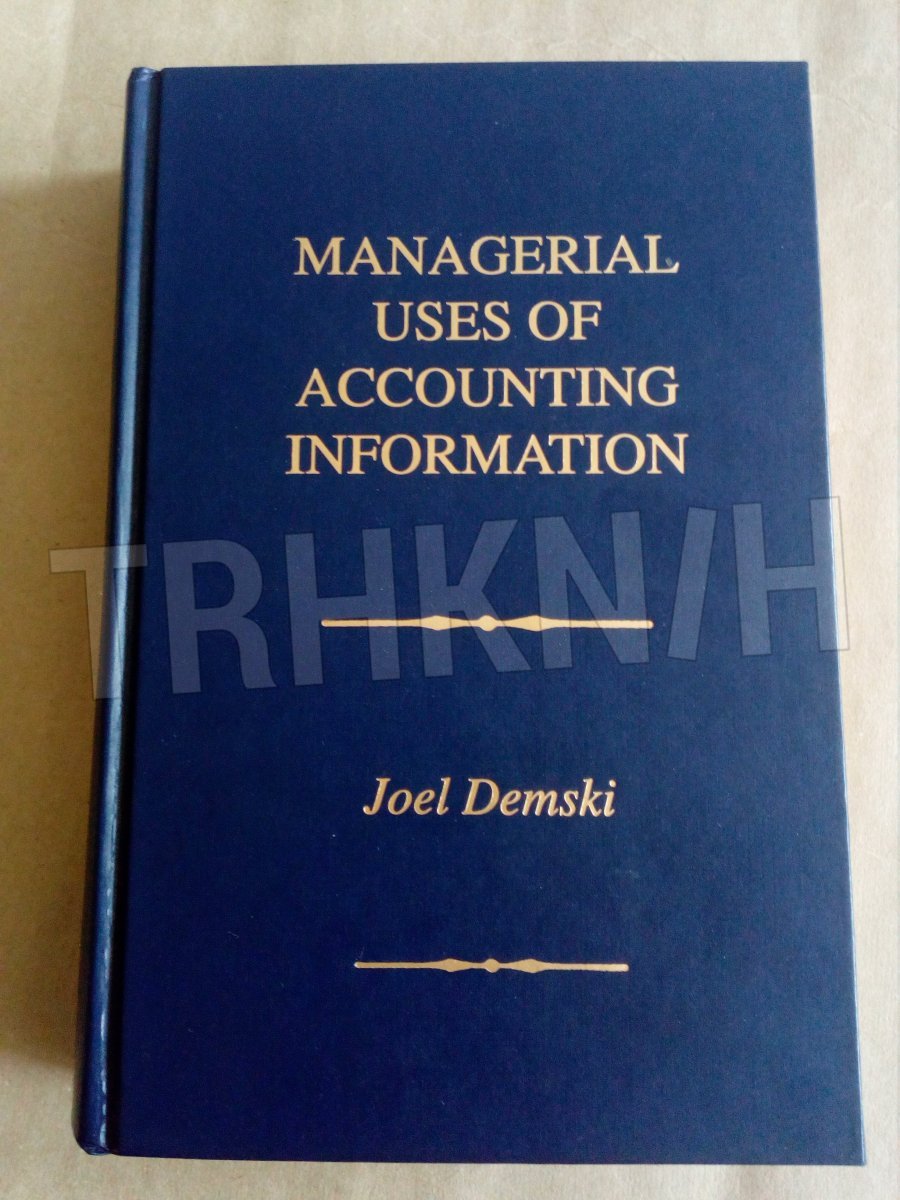 MANAGERIAL
USES OF
ACCOUNTING
INFORMATION
TRHKN/H
Joel Demski